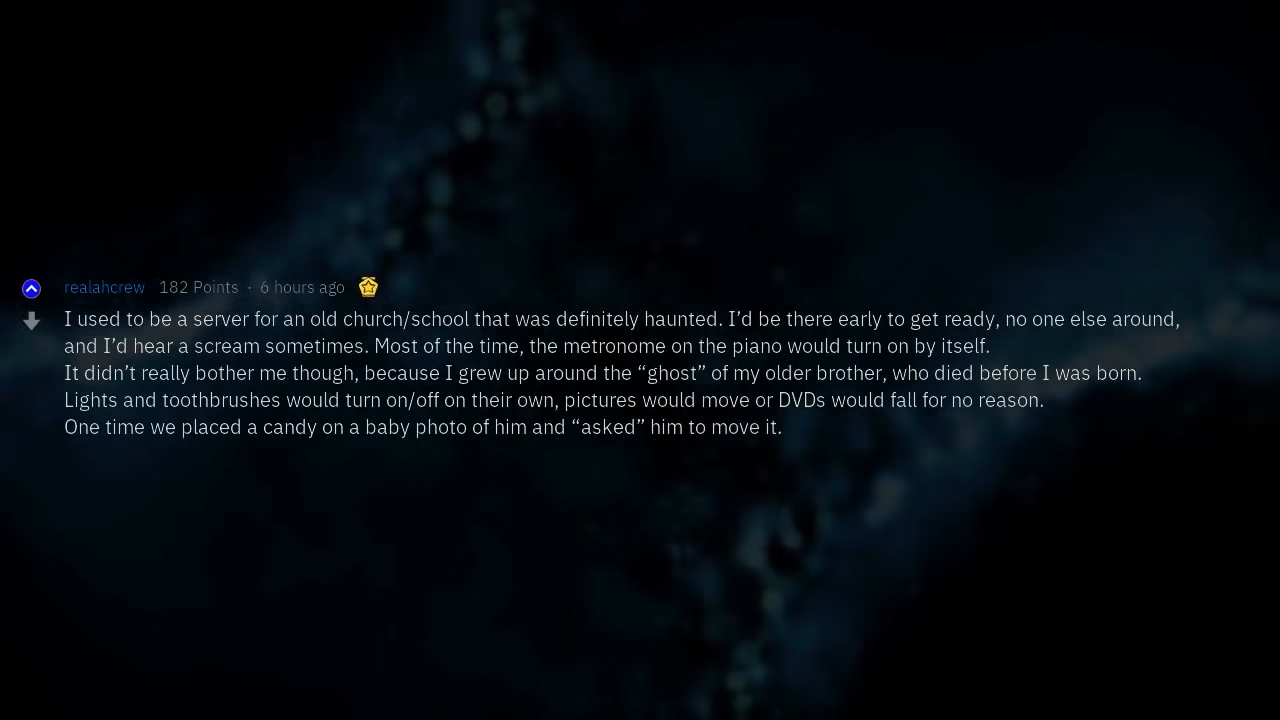 realahcrew 182 Points · 6 hours ago
I used to be a server for an old church/school that was definitely haunted. I’d be there early to get ready, no one else around,
and I’d hear a scream sometimes. Most of the time, the metronome on the piano would turn on by itself.
It didn’t really bother me though, because I grew up around the “ghost” of my older brother, who died before I was born.
Lights and toothbrushes would turn on/off on their own, pictures would move or DVDs would fall for no reason.
One time we placed a candy on a baby photo of him and “asked” him to move it.